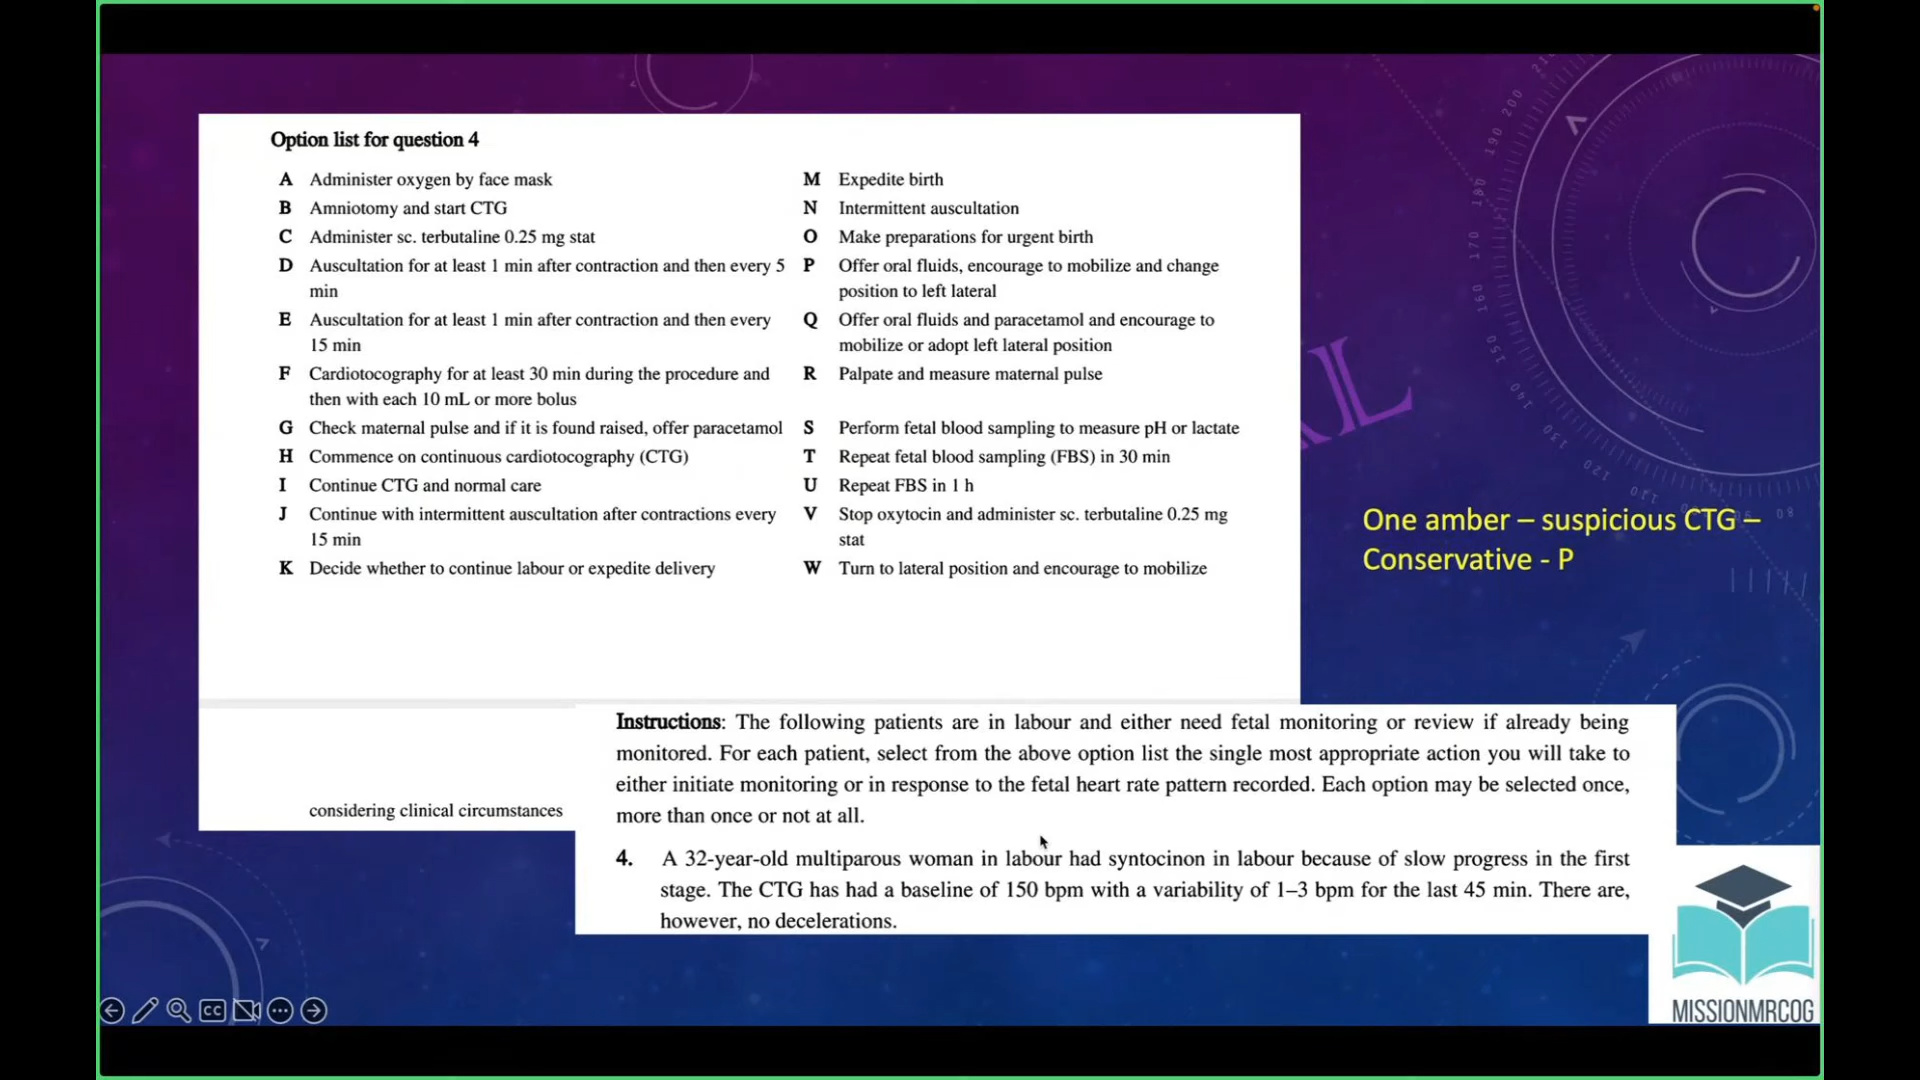 Option list for question 4
A Administer oxygen by face mask
B Amniotomy and start CTG
C Administer sc. terbutaline 0.25 mg stat
D Auscultation for at least 1 min after contraction and then every 5
min
E Auscultation for at least 1 min after contraction and then every
15 min
F Cardiotocography for at least 30 min during the procedure and
then with each 10 mL or more bolus
G Check maternal pulse and if it is found raised, offer paracetamol
H Commence on continuous cardiotocography (CTG)
I Continue CTG and normal care
J Continue with intermittent auscultation after contractions every
15 min
K Decide whether to continue labour or expedite delivery
considering clinical circumstances
M Expedite birth
N Intermittent auscultation
O Make preparations for urgent birth
P Offer oral fluids, encourage to mobilize and change
position to left lateral
Q Offer oral fluids and paracetamol and encourage to
mobilize or adopt left lateral position
R Palpate and measure maternal pulse
S Perform fetal blood sampling to measure pH or lactate
T Repeat fetal blood sampling (FBS) in 30 min
U Repeat FBS in 1 h
V Stop oxytocin and administer sc. terbutaline 0.25 mg
stat
W Turn to lateral position and encourage to mobilize
One amber – suspicious CTG –
Conservative - P
Instructions: The following patients are in labour and either need fetal monitoring or review if already being
monitored. For each patient, select from the above option list the single most appropriate action you will take to
either initiate monitoring or in response to the fetal heart rate pattern recorded. Each option may be selected once,
more than once or not at all.
4. A 32-year-old multiparous woman in labour had syntocinon in labour because of slow progress in the first
stage. The CTG has had a baseline of 150 bpm with a variability of 1–3 bpm for the last 45 min. There are,
however, no decelerations.
MISSIONMRCOG
CC
200
190
180
170
160
150
140
130
120
110